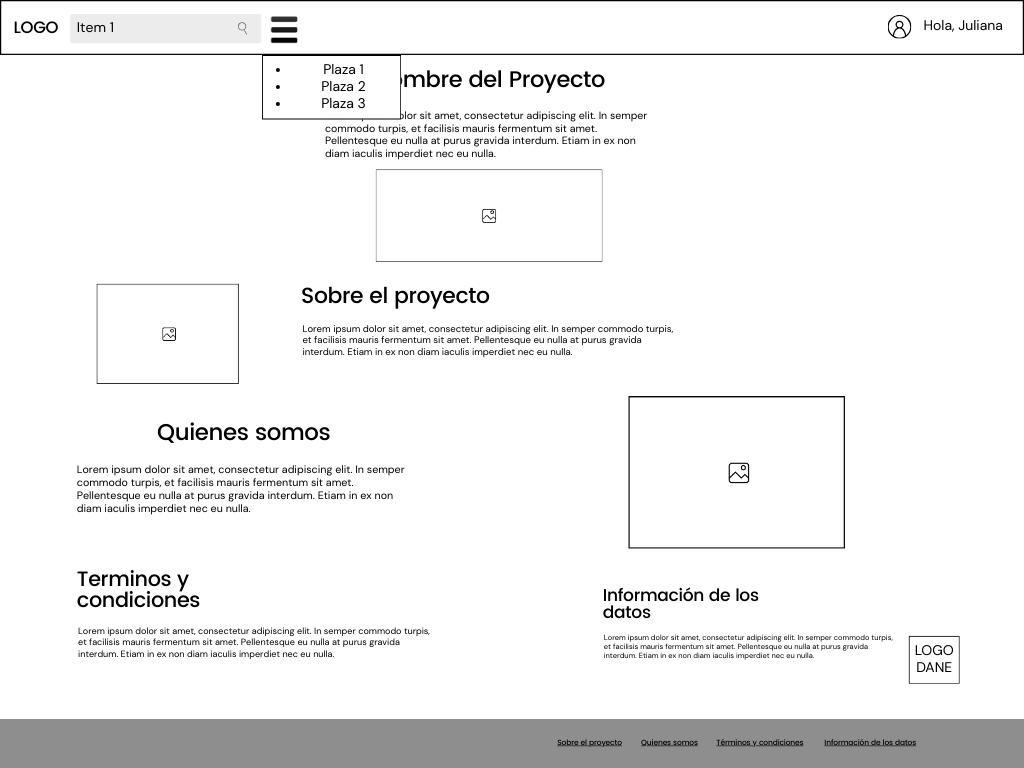 LOGO
Item 1
Hola, Juliana
Plaza 1
Plaza 2
Plaza 3
ombre del Proyecto
dolor sit amet, consectetur adipiscing elit. In semper
commodo turpis, et facilisis mauris fermentum sit amet.
Pellentesque eu nulla at purus gravida interdum. Etiam in ex non
diam iaculis imperdiet nec eu nulla.
Sobre el proyecto
Lorem ipsum dolor sit amet, consectetur adipiscing elit. In semper commodo turpis,
et facilisis mauris fermentum sit amet. Pellentesque eu nulla at purus gravida
interdum. Etiam in ex non diam iaculis imperdiet nec eu nulla.
Quienes somos
Lorem ipsum dolor sit amet, consectetur adipiscing elit. In semper
commodo turpis, et facilisis mauris fermentum sit amet.
Pellentesque eu nulla at purus gravida interdum. Etiam in ex non
diam iaculis imperdiet nec eu nulla.
Terminos y
condiciones
Lorem ipsum dolor sit amet, consectetur adipiscing elit. In semper commodo turpis,
et facilisis mauris fermentum sit amet. Pellentesque eu nulla at purus gravida
interdum. Etiam in ex non diam iaculis imperdiet nec eu nulla.
Información de los
datos
Lorem ipsum dolor sit amet, consectetur adipiscing elit. In semper commodo turpis,
et facilisis mauris fermentum sit amet. Pellentesque eu nulla at purus gravida
interdum. Etiam in ex non diam iaculis imperdiet nec eu nulla.
LOGO
DANE
Sobre el proyecto
Quienes somos
Términos y condiciones
Información de los datos